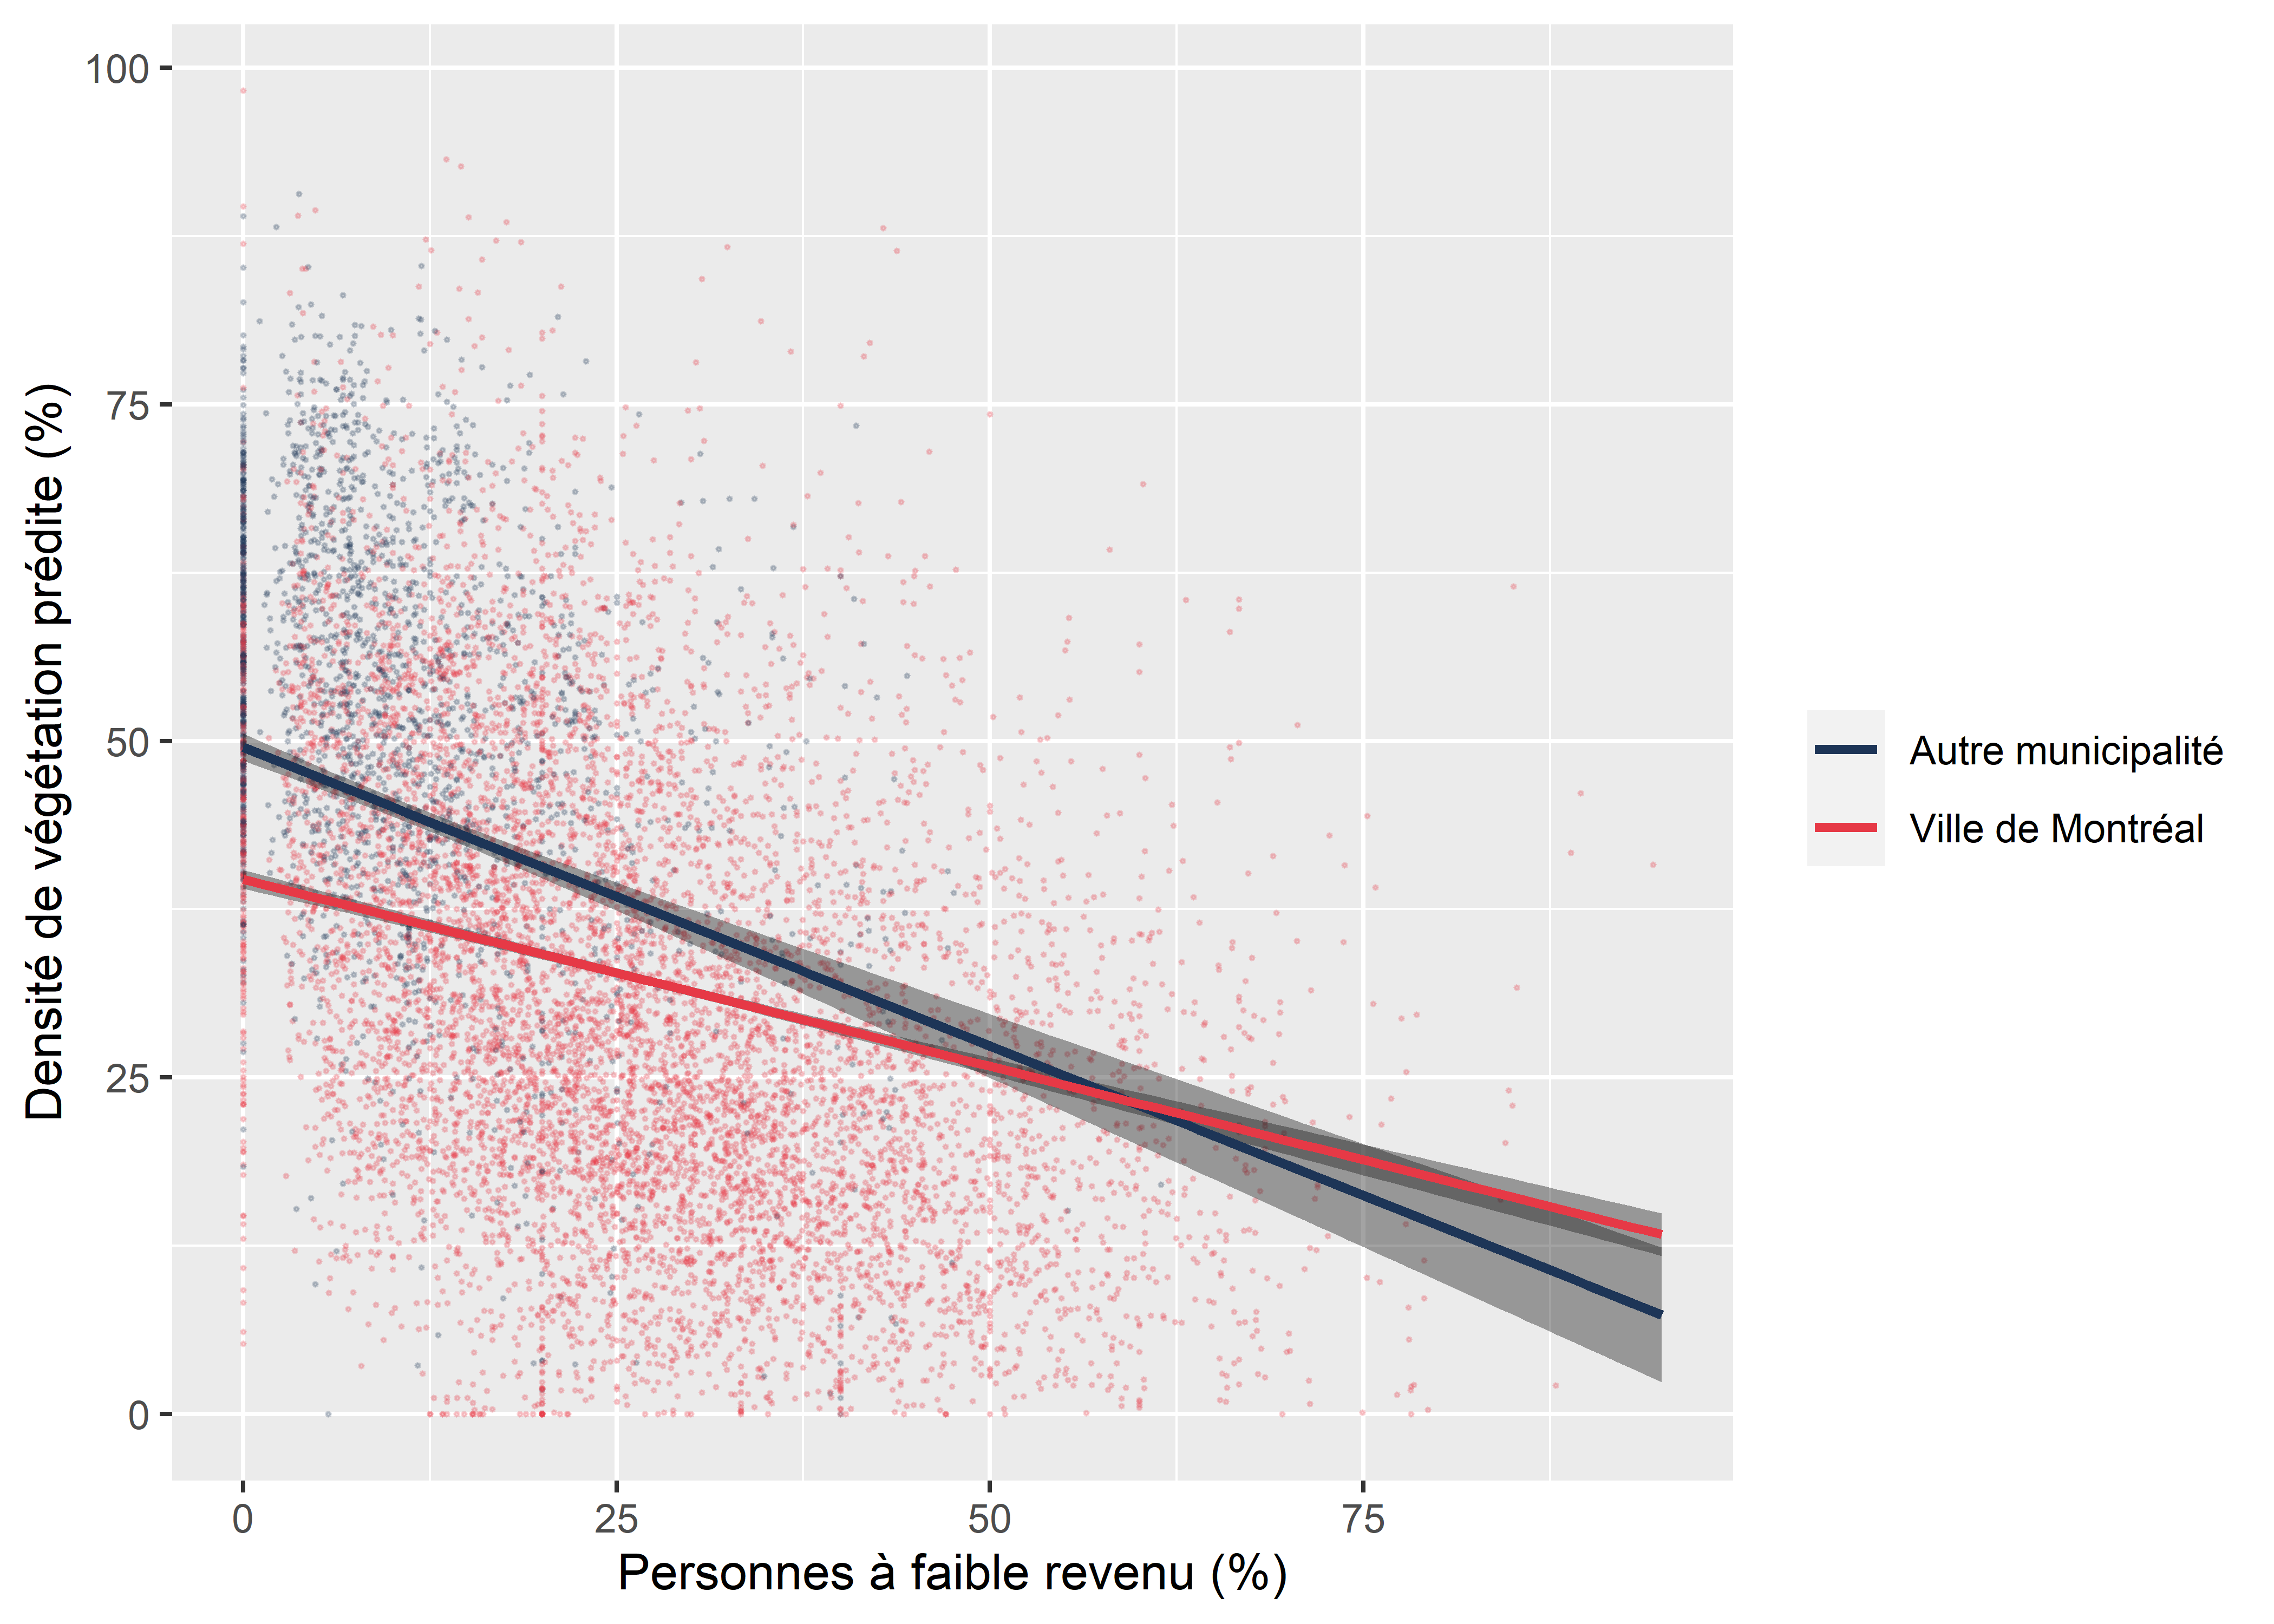 100
75
50
25
0
0 25 50 75
Densité de végétation prédite (%)
Personnes à faible revenu (%)
Autre municipalité
Ville de Montréal